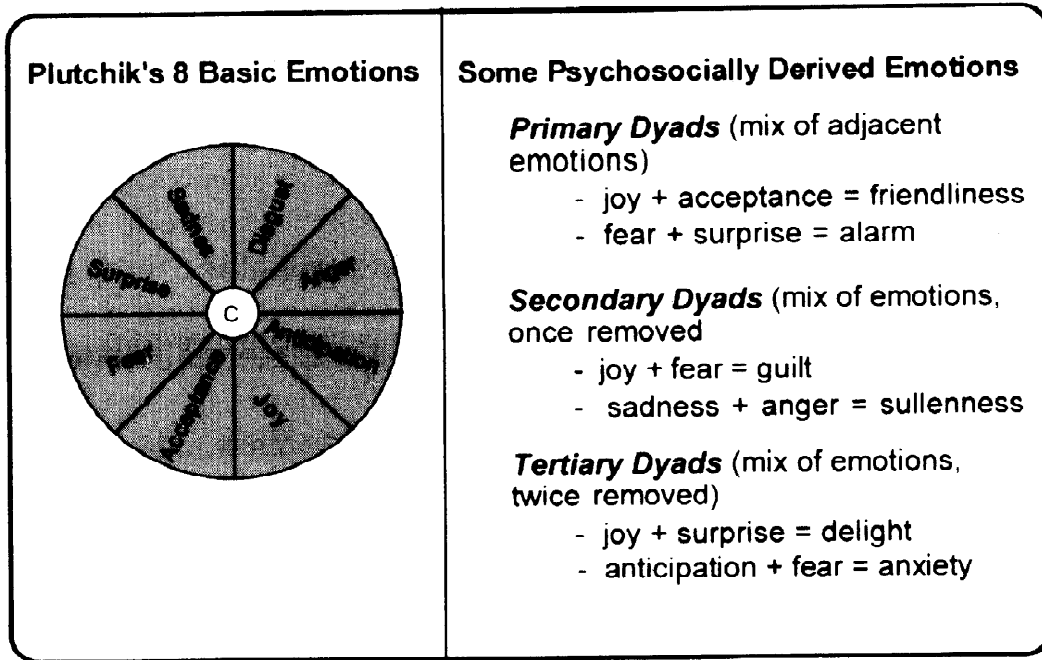 Plutchik's 8 Basic Emotions
Sadnes
Disgust
Surprise
Anger
C
Fear
Anticipation
Acceptance
Joy
Some Psychosocially Derived Emotions
Primary Dyads (mix of adjacent
emotions)
- joy + acceptance = friendliness
- fear + surprise = alarm
Secondary Dyads (mix of emotions,
once removed
- joy + fear = guilt
- sadness + anger = sullenness
Tertiary Dyads (mix of emotions,
twice removed)
- joy + surprise = delight
- anticipation + fear = anxiety